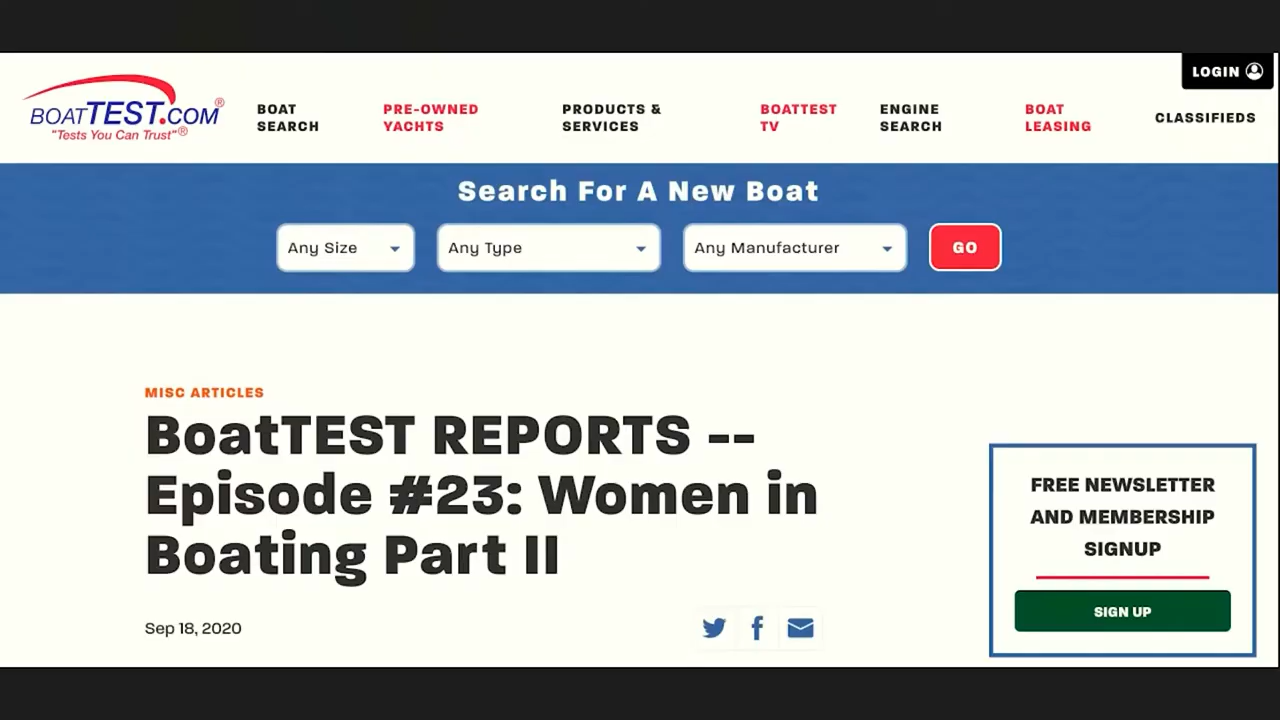 LOGIN
BOATTEST.COM®
"Tests You Can Trust"®
BOAT
SEARCH
PRE-OWNED
YACHTS
PRODUCTS &
SERVICES
BOATTEST
TV
ENGINE
SEARCH
BOAT
LEASING
CLASSIFIEDS
Search For A New Boat
Any Size
Any Type
Any Manufacturer
GO
MISC ARTICLES
BoatTEST REPORTS --
Episode #23: Women in
Boating Part II
Sep 18, 2020
FREE NEWSLETTER
AND MEMBERSHIP
SIGNUP
SIGN UP